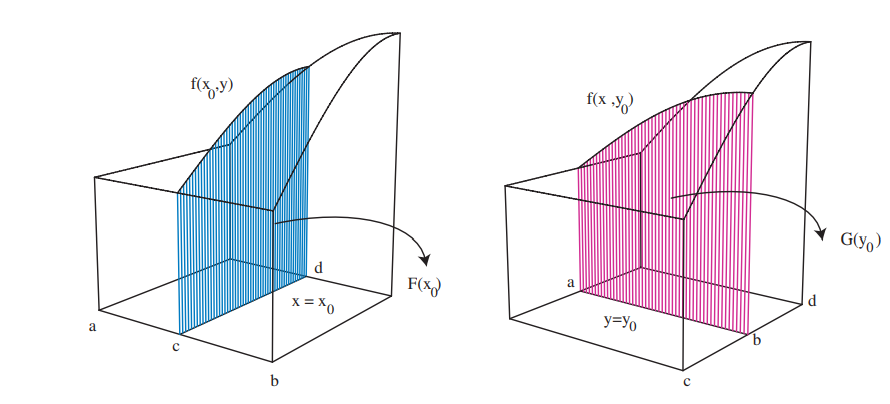 f(x₀,y)
d
F(x₀)
x = x₀
a
c
b
f(x ,y₀)
G(y₀)
a
d
y=y₀
b
c